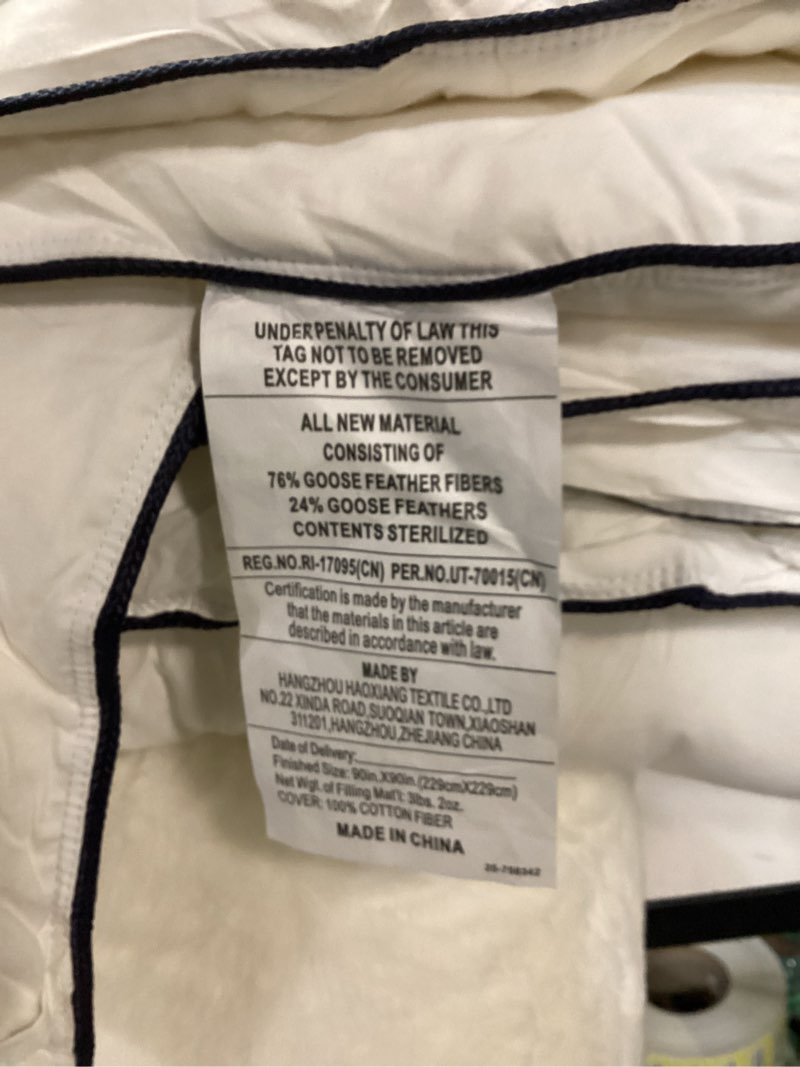 UNDER PENALTY OF LAW THIS
TAG NOT TO BE REMOVED
EXCEPT BY THE CONSUMER
ALL NEW MATERIAL
CONSISTING OF
76% GOOSE FEATHER FIBERS
24% GOOSE FEATHERS
CONTENTS STERILIZED
REG.NO.RI-17095(CN) PER.NO.UT-70015(CN)
Certification is made by the manufacturer
that the materials in this article are
described in accordance with law.
MADE BY
HANGZHOU HAOXIANG TEXTILE CO.,LTD
NO.22 XINDA ROAD,SUOQIAN TOWN,XIAOSHAN
311201,HANGZHOU,ZHEJIANG CHINA
Date of Delivery:
Finished Size: 90in.X90in.(229cmX229cm)
Net Wgt. of Filling Mat'l: 3lbs. 2oz.
COVER: 100% COTTON FIBER
MADE IN CHINA